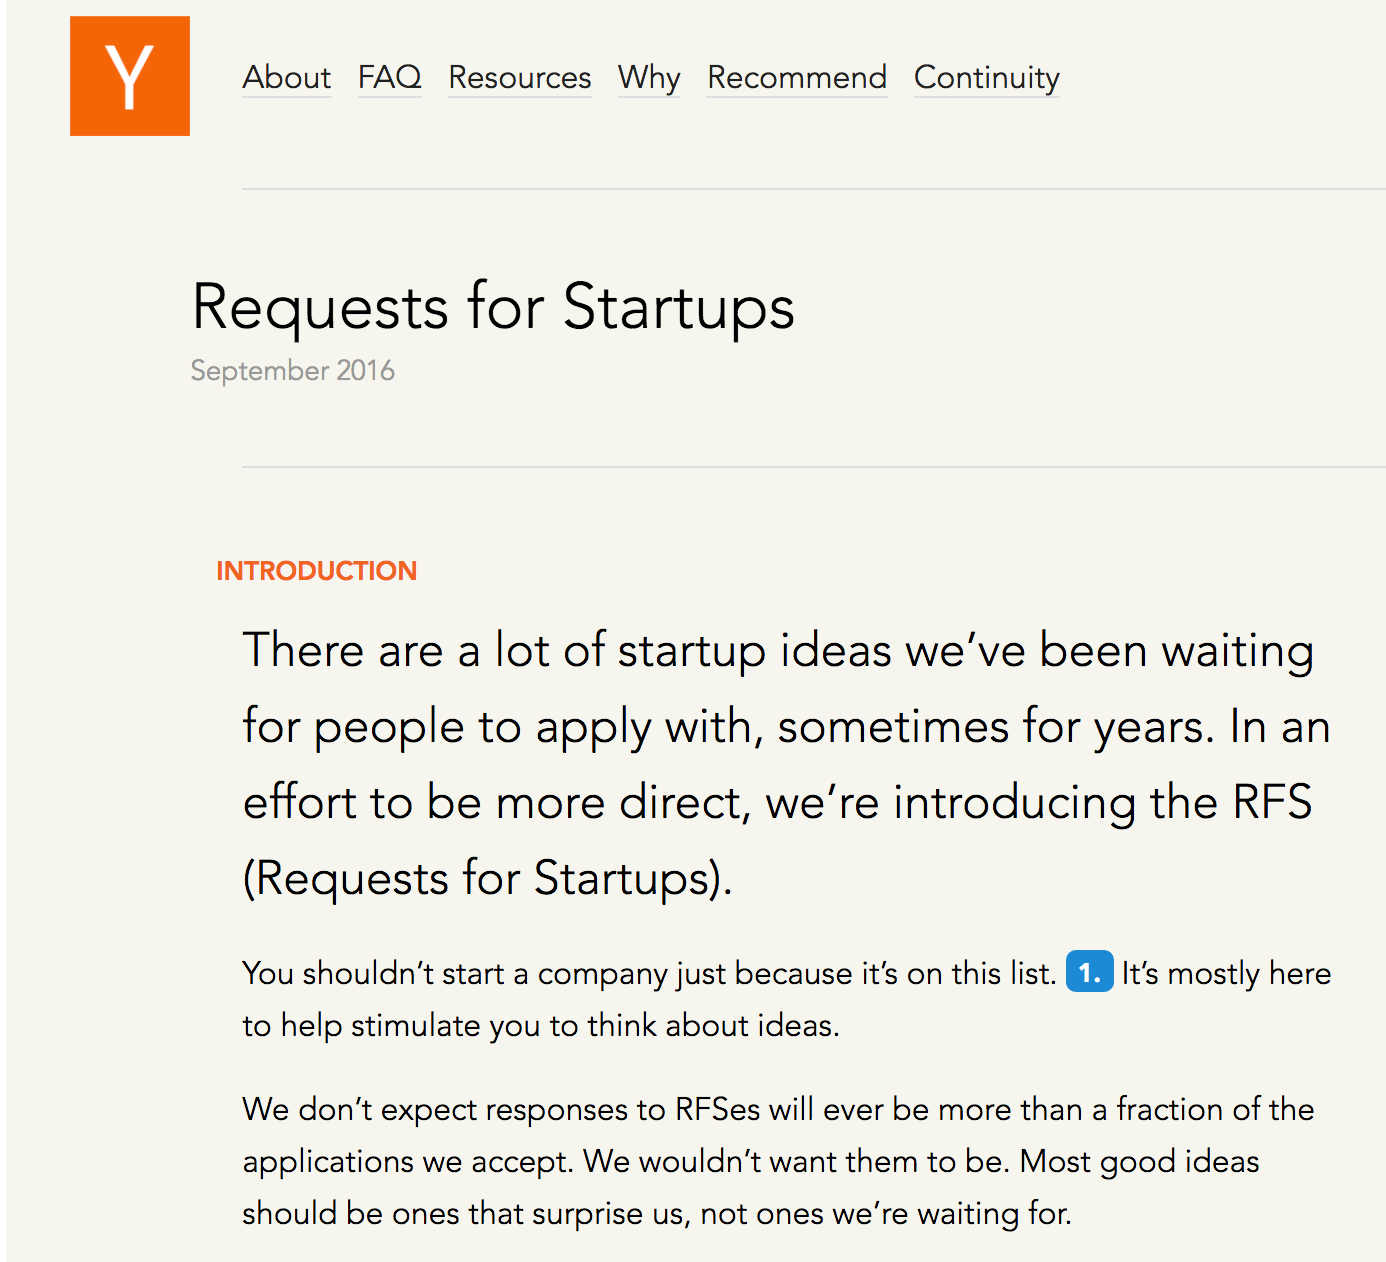 Y
About FAQ Resources Why Recommend Continuity
Requests for Startups
September 2016
INTRODUCTION
There are a lot of startup ideas we’ve been waiting
for people to apply with, sometimes for years. In an
effort to be more direct, we’re introducing the RFS
(Requests for Startups).
You shouldn’t start a company just because it’s on this list. 1. It’s mostly here
to help stimulate you to think about ideas.
We don’t expect responses to RFSes will ever be more than a fraction of the
applications we accept. We wouldn’t want them to be. Most good ideas
should be ones that surprise us, not ones we’re waiting for.